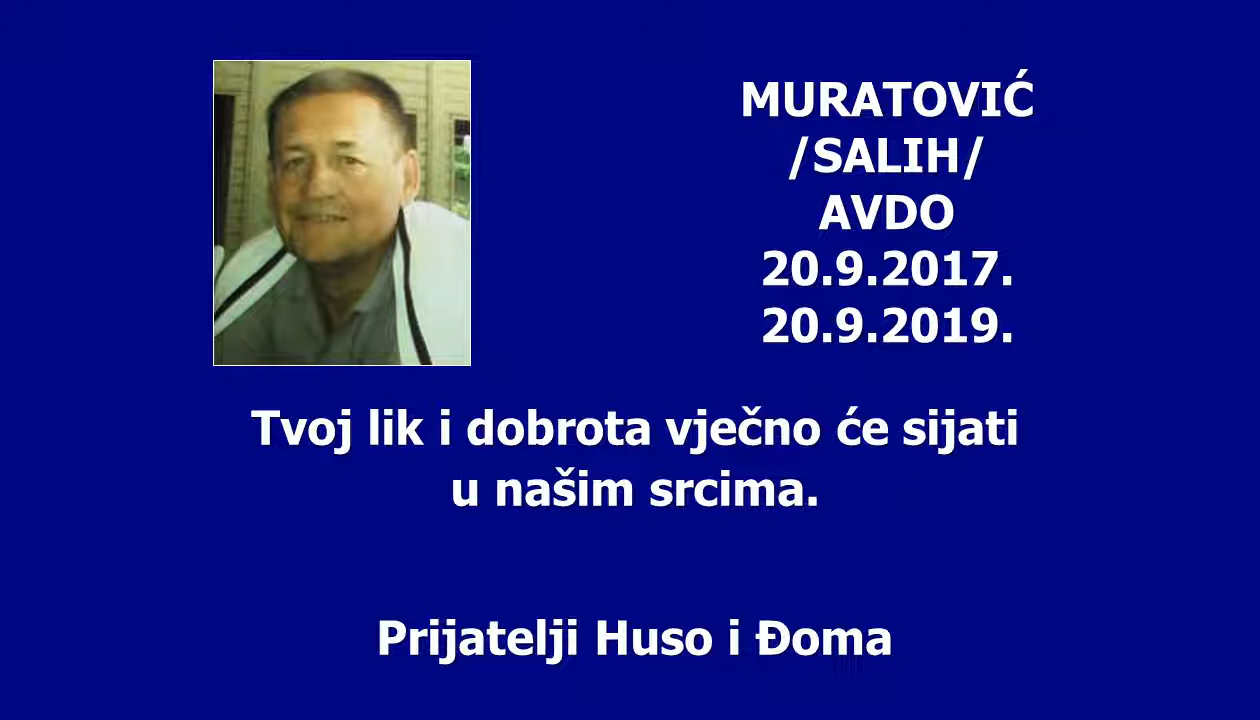 MURATOVIĆ
/SALIH/
AVDO
20.9.2017.
20.9.2019.
Tvoj lik i dobrota vječno će sijati
u našim srcima.
Prijatelji Huso i Đoma